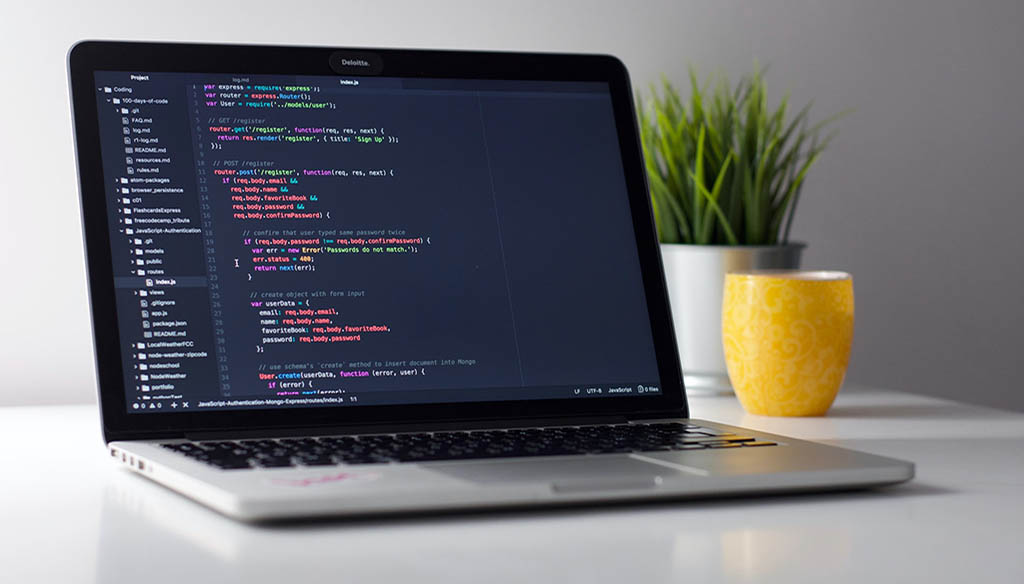 Deloitte.
Project
log.md
index.js
Coding
100-days-of-code
.git
FAQ.md
log.md
r1-log.md
README.md
resources.md
rules.md
atom-packages
browser_persistence
c01
FlashcardsExpress
freecodecamp_tribute
JavaScript-Authentication
.git
models
public
routes
index.js
views
.gitignore
app.js
package.json
README.md
LocalWeatherFCC
node-weather-zipcode
nodeschool
NodeWeather
portfolio
pythonTest
1 var express = require('express');
2 var router = express.Router();
3 var User = require('../models/user');
4
5 // GET /register
6 router.get('/register', function(req, res, next) {
7 return res.render('register', { title: 'Sign Up' });
8 });
9
10 // POST /register
11 router.post('/register', function(req, res, next) {
12 if (req.body.email &&
13 req.body.name &&
14 req.body.favoriteBook &&
15 req.body.password &&
16 req.body.confirmPassword) {
17
18 // confirm that user typed same password twice
19 if (req.body.password !== req.body.confirmPassword) {
20 var err = new Error('Passwords do not match.');
21 err.status = 400;
22 return next(err);
23 }
24
25 // create object with form input
26 var userData = {
27 email: req.body.email,
28 name: req.body.name,
29 favoriteBook: req.body.favoriteBook,
30 password: req.body.password
31 };
32
33 // use schema's `create` method to insert document into Mongo
34 User.create(userData, function (error, user) {
35 if (error) {
return next(error);
0 0 JavaScript-Authentication-Mongo-Express/routes/index.js 1:1 LF UTF-8 JavaScript 0 files